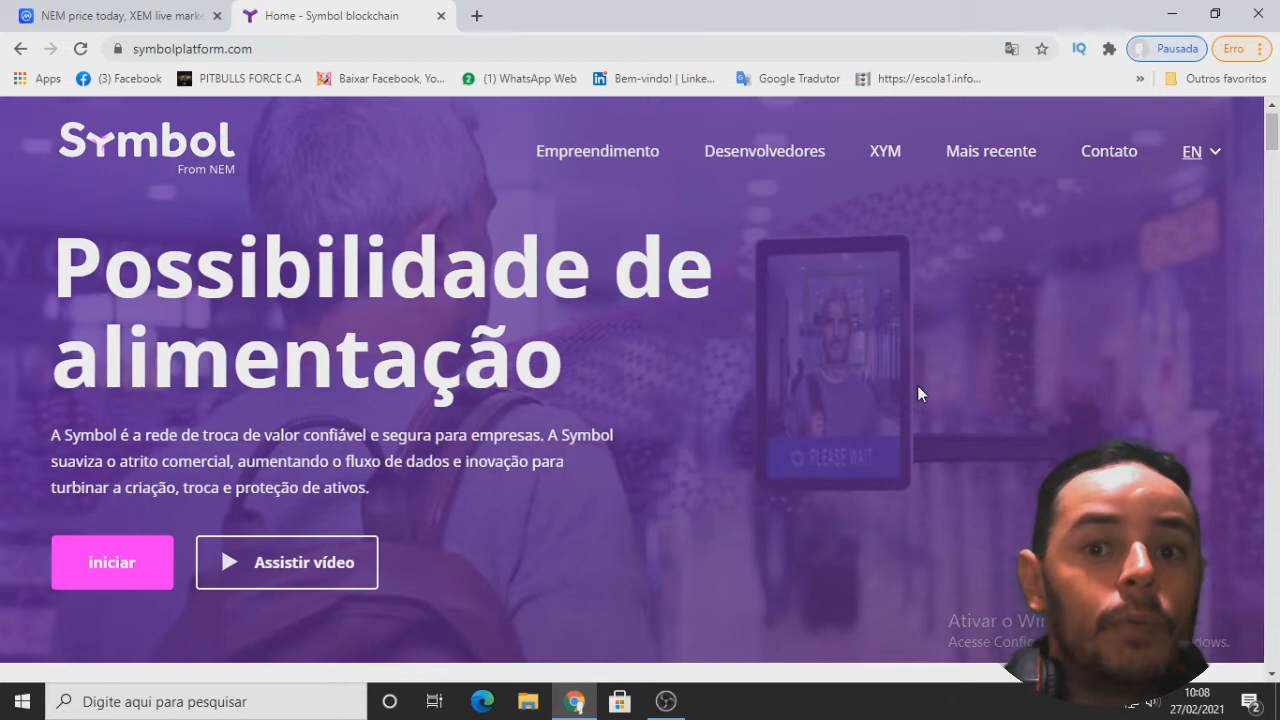 NEM price today, XEM live marke
Home - Symbol blockchain
symbolplatform.com
Pausada
Erro
Apps
(3) Facebook
PITBULLS FORCE C.A
Baixar Facebook, Yo...
(1) WhatsApp Web
Bem-vindo! | Linke...
Google Tradutor
https://escola1.info...
»
Outros favoritos
Symbol
From NEM
Empreendimento
Desenvolvedores
XYM
Mais recente
Contato
EN
Possibilidade de
alimentação
A Symbol é a rede de troca de valor confiável e segura para empresas. A Symbol
suaviza o atrito comercial, aumentando o fluxo de dados e inovação para
turbinar a criação, troca e proteção de ativos.
PLEASE WAIT
iniciar
Assistir vídeo
Ativar o
Acesse
Digite aqui para pesquisar
10:08
27/02/2021
2